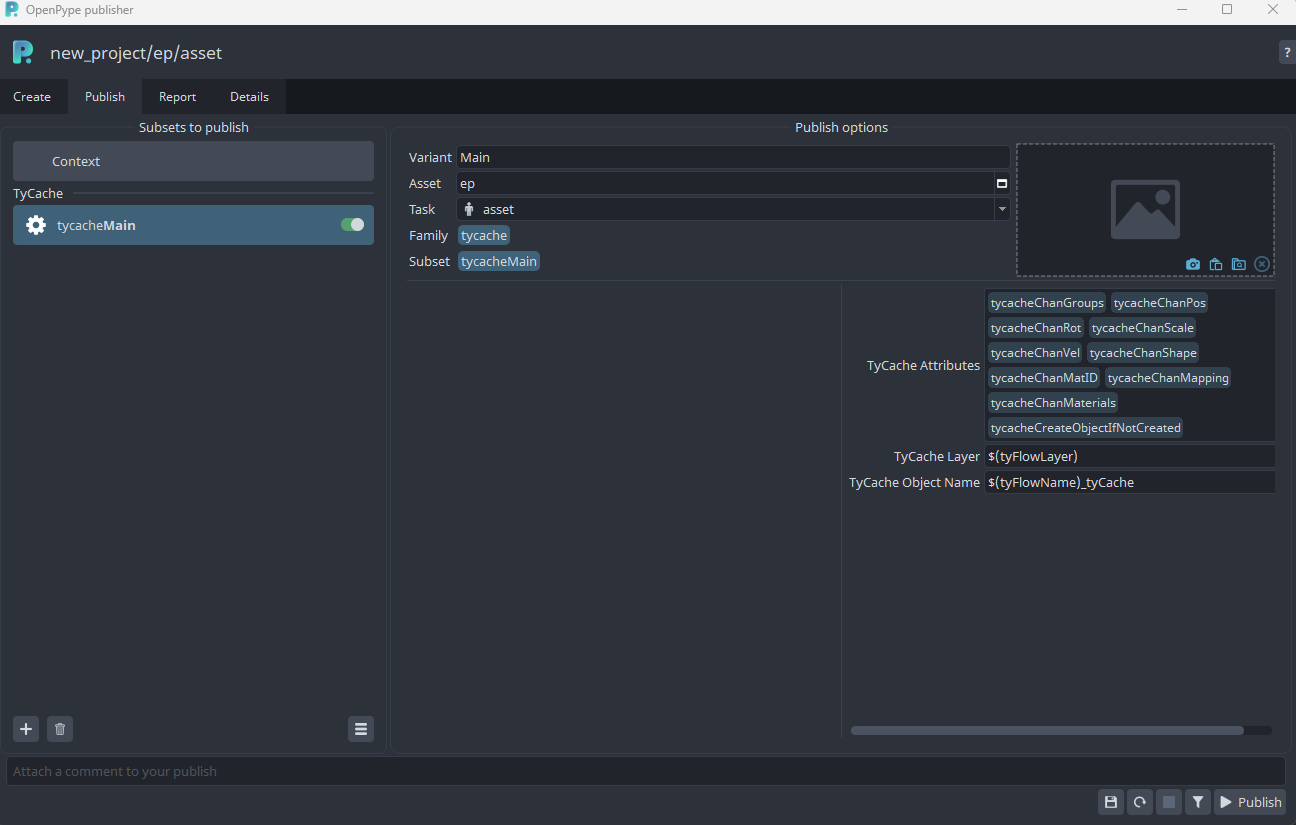 OpenPype publisher
new_project/ep/asset
?
Create Publish Report Details
Subsets to publish
Context
TyCache
tycacheMain
Publish options
Variant Main
Asset ep
Task asset
Family tycache
Subset tycacheMain
TyCache Attributes
tycacheChanGroups tycacheChanPos
tycacheChanRot tycacheChanScale
tycacheChanVel tycacheChanShape
tycacheChanMatID tycacheChanMapping
tycacheChanMaterials
tycacheCreateObjectIfNotCreated
TyCache Layer $(tyFlowLayer)
TyCache Object Name $(tyFlowName)_tyCache
Attach a comment to your publish
Publish